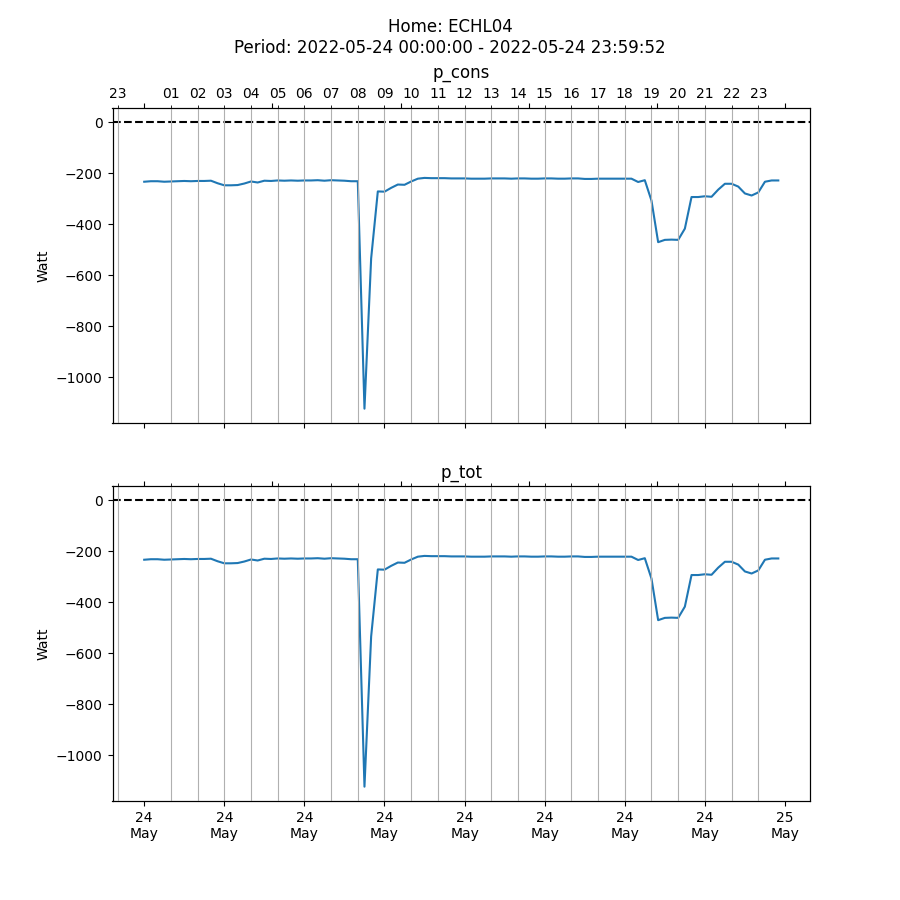 Home: ECHL04
Period: 2022-05-24 00:00:00 - 2022-05-24 23:59:52
p_cons
23 01 02 03 04 05 06 07 08 09 10 11 12 13 14 15 16 17 18 19 20 21 22 23
0
−200
−400
−600
−800
−1000
Watt
p_tot
0
−200
−400
−600
−800
−1000
Watt
24 24 24 24 24 24 24 24 25
May May May May May May May May May